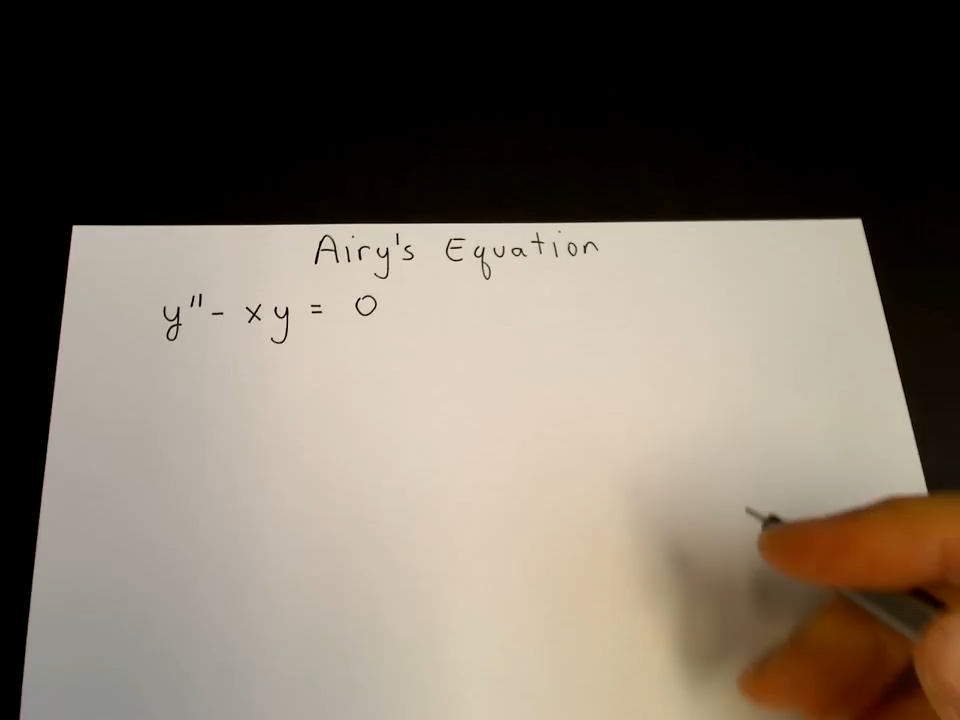 Airy's Equation
y'' - xy = 0